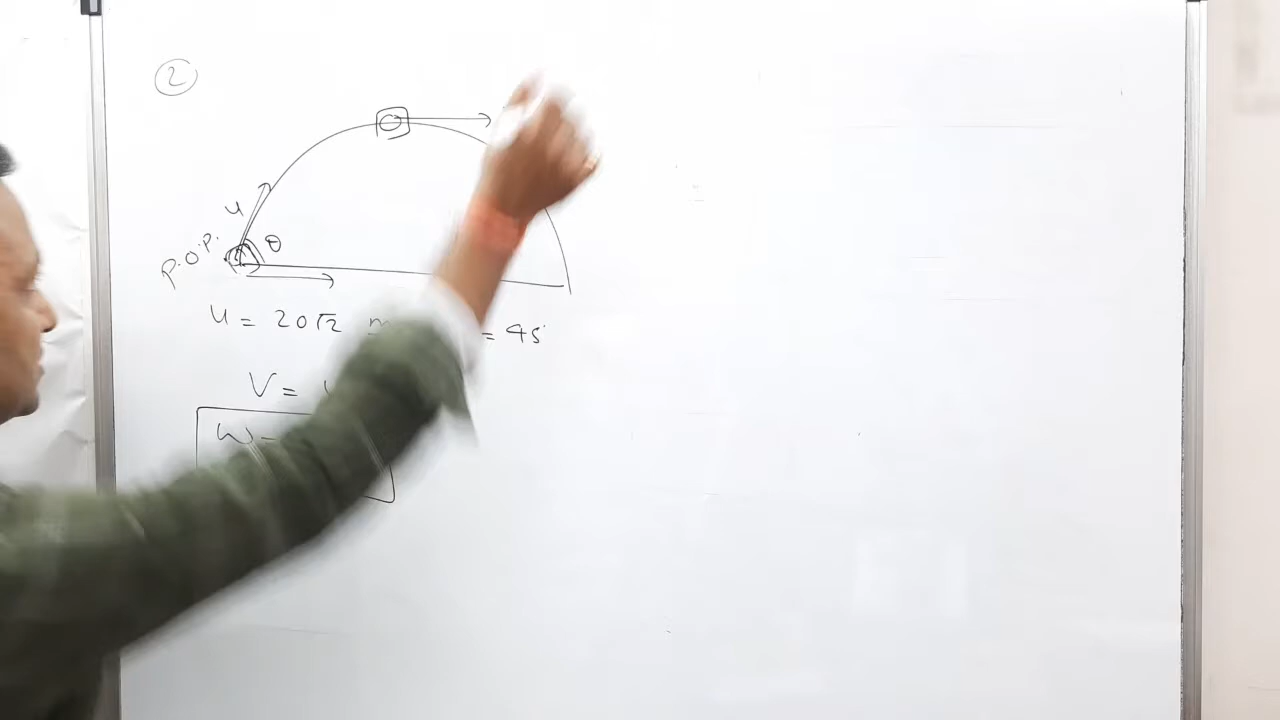 2
u
θ
P.O.P.
u = 20√2 = 45°
V =
ω =